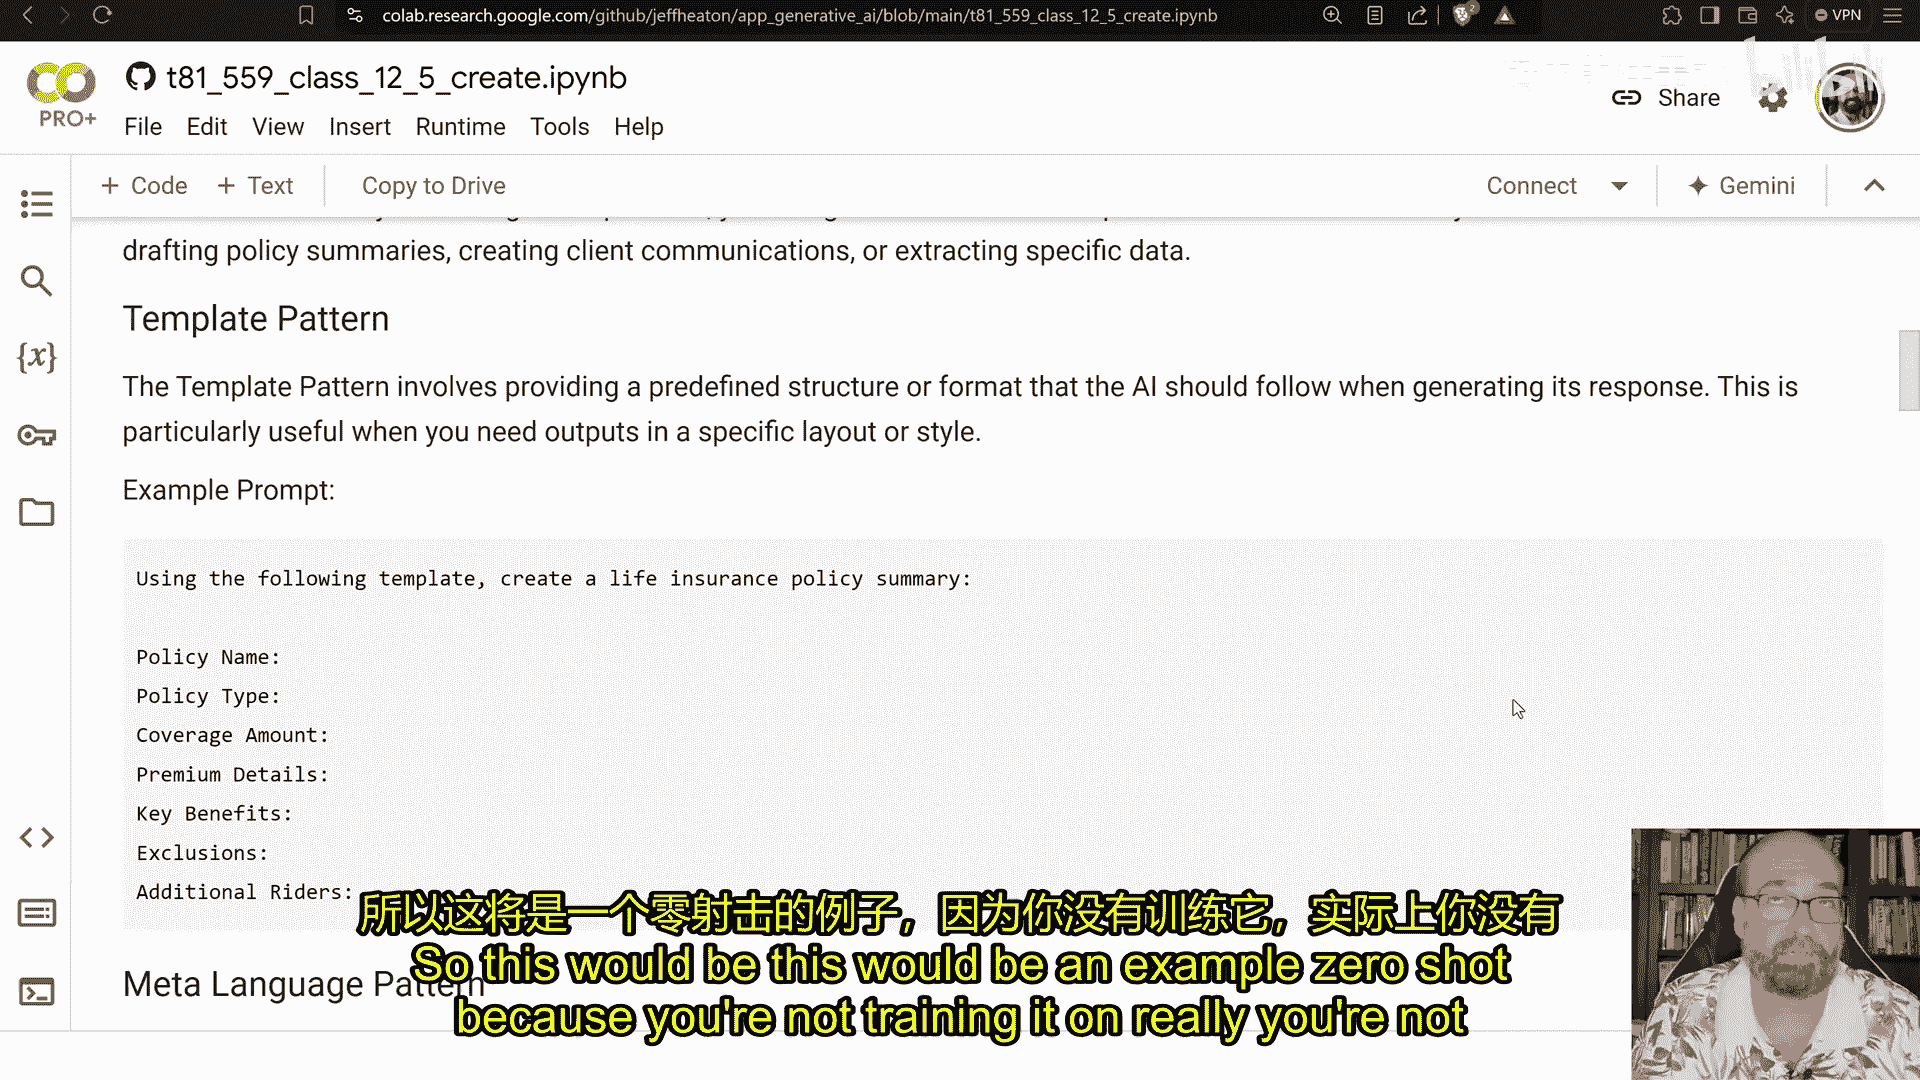 colab.research.google.com/github/jeffheaton/app_generative_ai/blob/main/t81_559_class_12_5_create.ipynb
2
VPN
CO
PRO+
t81_559_class_12_5_create.ipynb
File Edit View Insert Runtime Tools Help
Share
bilibili
+ Code + Text Copy to Drive
Connect Gemini
drafting policy summaries, creating client communications, or extracting specific data.
Template Pattern
The Template Pattern involves providing a predefined structure or format that the AI should follow when generating its response. This is
particularly useful when you need outputs in a specific layout or style.
Example Prompt:
Using the following template, create a life insurance policy summary:
Policy Name:
Policy Type:
Coverage Amount:
Premium Details:
Key Benefits:
Exclusions:
Additional Riders:
Meta Language Pattern
所以这将是一个零射击的例子，因为你没有训练它，实际上你没有
So this would be this would be an example zero shot
because you're not training it on really you're not